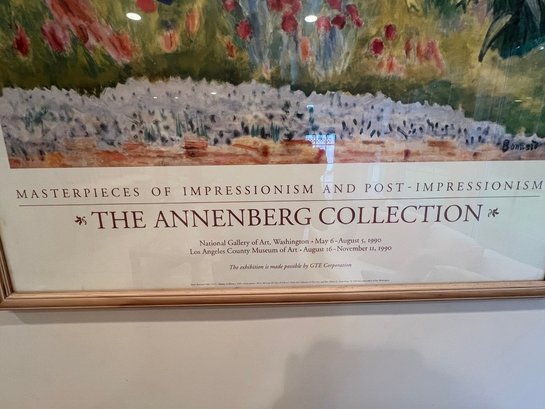 Bonnard
MASTERPIECES OF IMPRESSIONISM AND POST-IMPRESSIONISM
THE ANNENBERG COLLECTION
National Gallery of Art, Washington • May 6 - August 5, 1990
Los Angeles County Museum of Art • August 16 - November 11, 1990
The exhibition is made possible by GTE Corporation